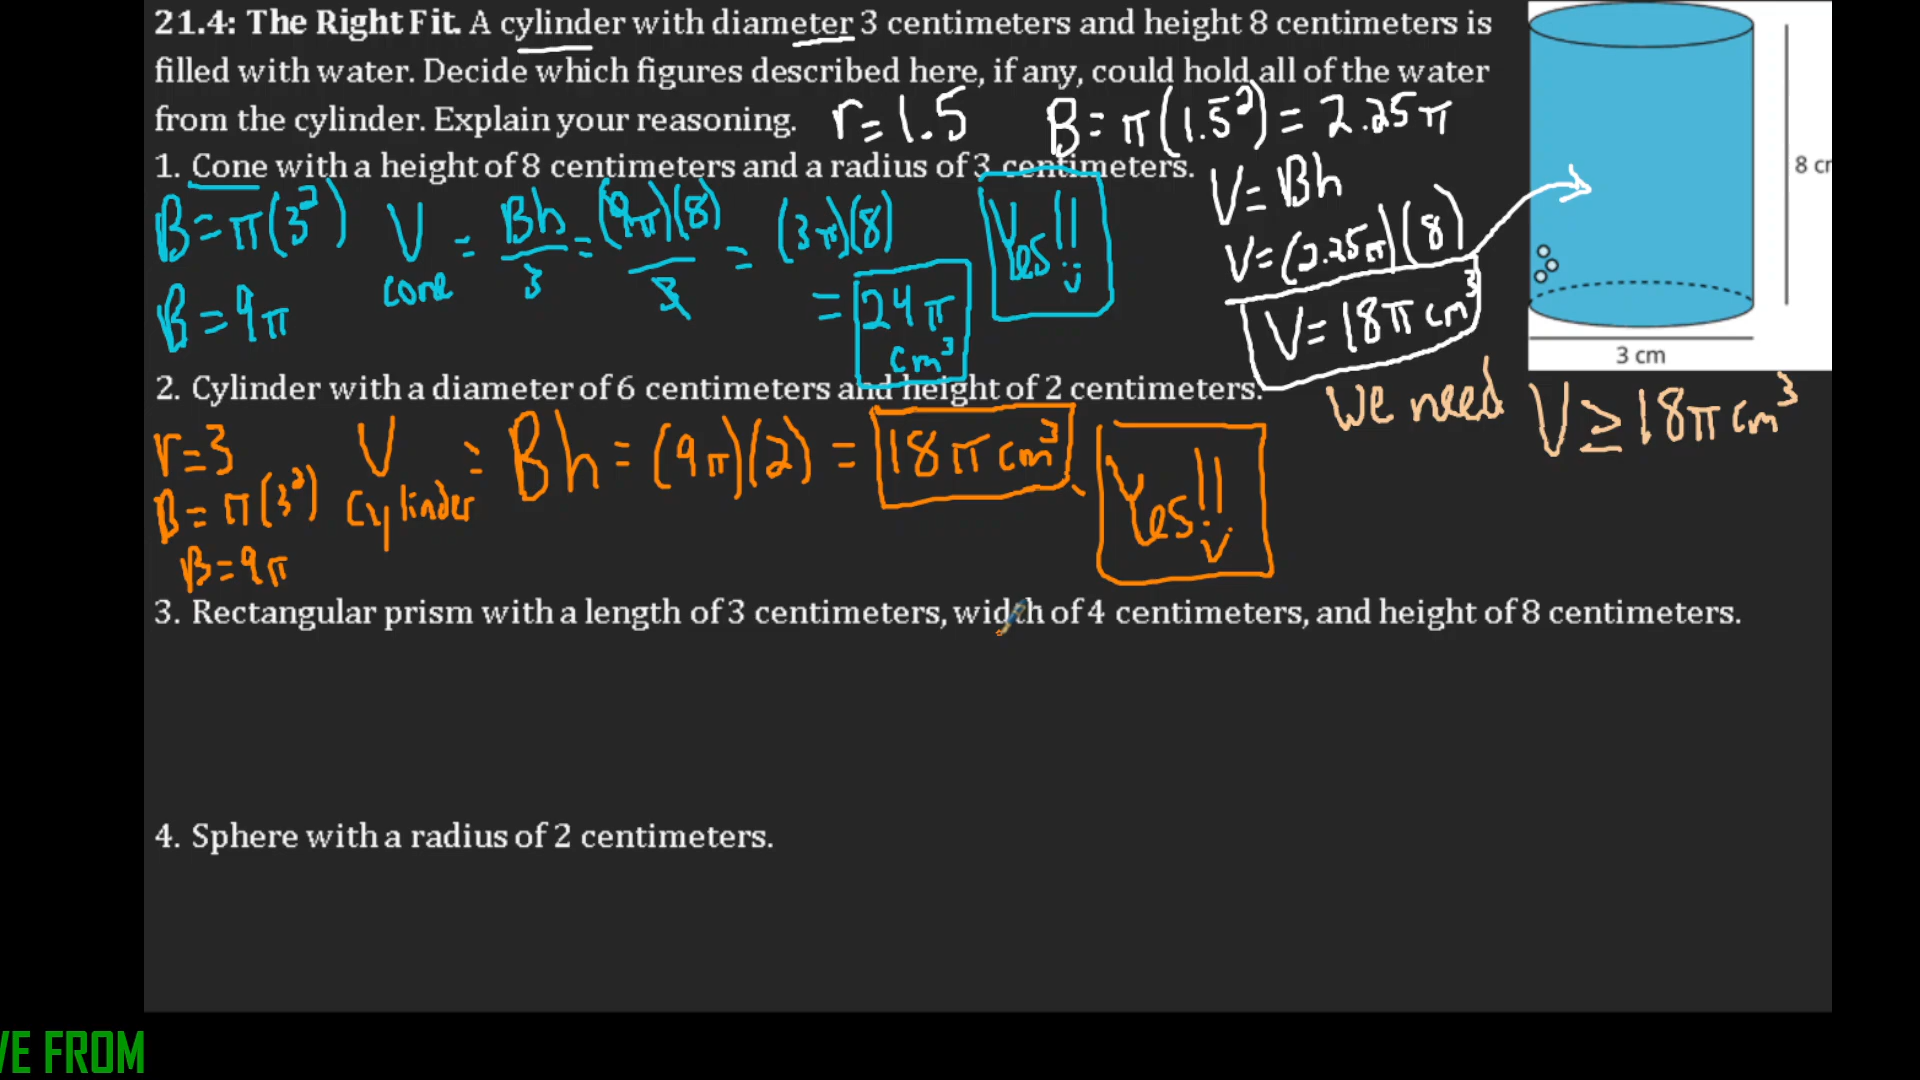 21.4: The Right Fit. A cylinder with diameter 3 centimeters and height 8 centimeters is
filled with water. Decide which figures described here, if any, could hold all of the water
from the cylinder. Explain your reasoning.
r=1.5 B=π(1.5²)=2.25π
1. Cone with a height of 8 centimeters and a radius of 3 centimeters.
B=π(3²)
B=9π
V cone = Bh/3 = (9π)(8)/3 = (3π)(8)
= 24π cm³
Yes!!
V=Bh
V=(2.25π)(8)
V=18π cm³
8 cm
3 cm
We need V≥18π cm³
2. Cylinder with a diameter of 6 centimeters and height of 2 centimeters.
r=3
B=π(3²)
B=9π
V cylinder = Bh = (9π)(2) = 18π cm³
Yes!!
3. Rectangular prism with a length of 3 centimeters, width of 4 centimeters, and height of 8 centimeters.
4. Sphere with a radius of 2 centimeters.
VE FROM